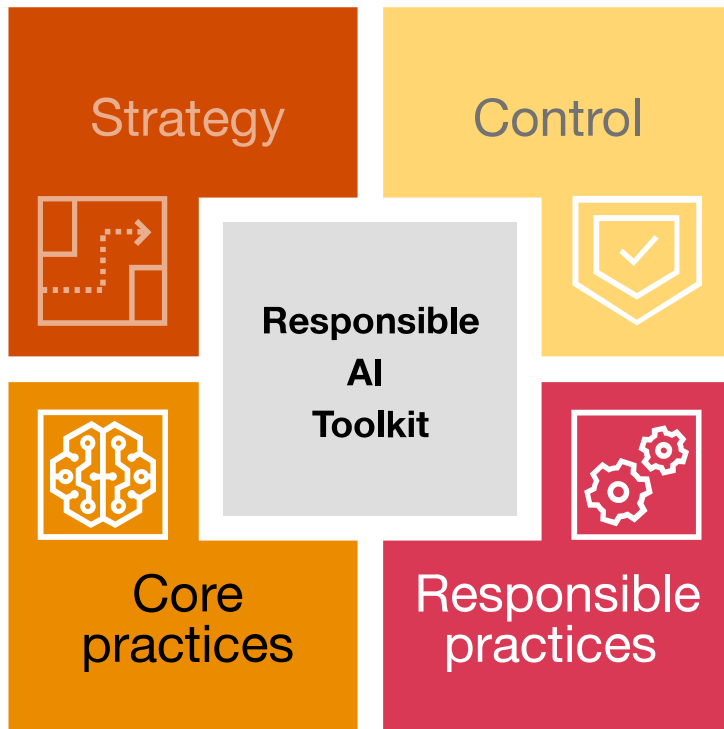 Strategy
Control
Responsible
AI
Toolkit
Core
practices
Responsible
practices